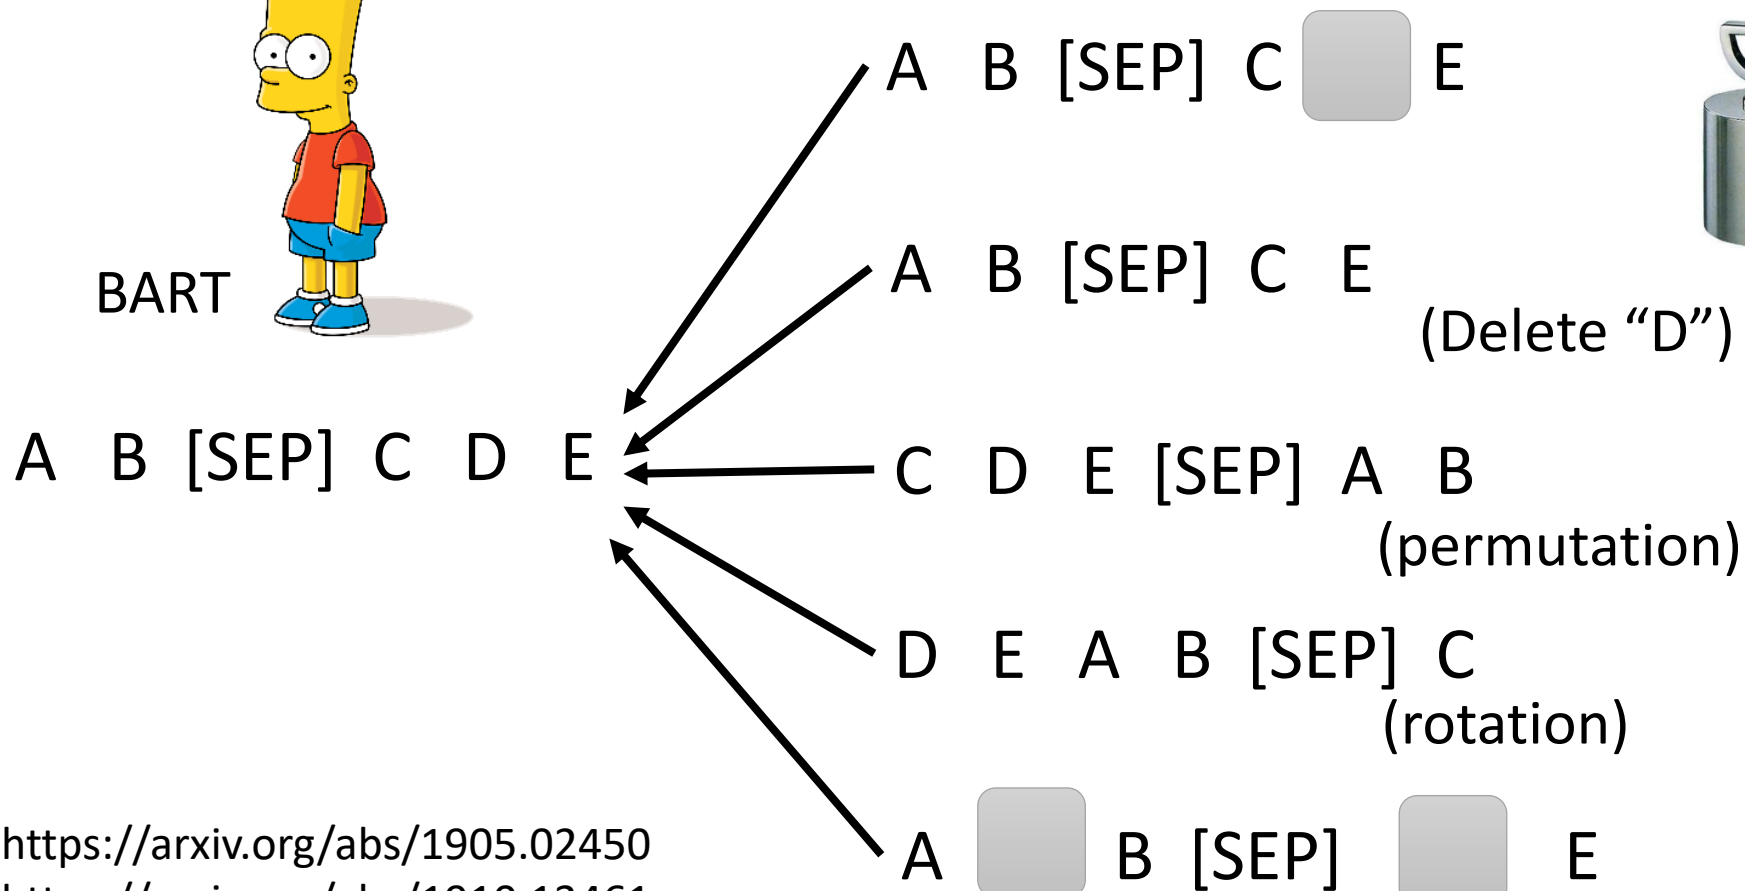 A B [SEP] C E
A B [SEP] C E
(Delete “D”)
BART
A B [SEP] C D E
C D E [SEP] A B
(permutation)
D E A B [SEP] C
(rotation)
A B [SEP] E
https://arxiv.org/abs/1905.02450